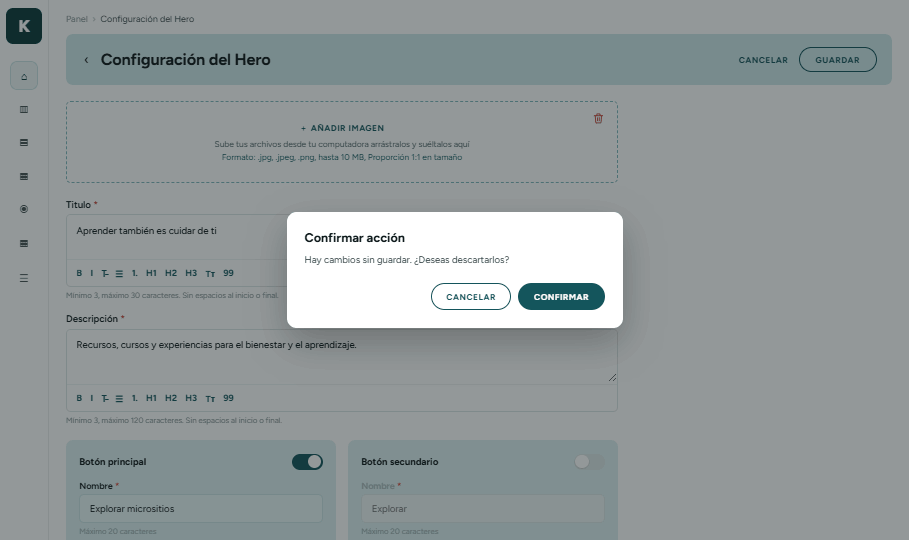 K
Panel › Configuración del Hero
‹ Configuración del Hero
CANCELAR
GUARDAR
+ AÑADIR IMAGEN
Sube tus archivos desde tu computadora arrástralos y suéltalos aquí
Formato: .jpg, .jpeg, .png, hasta 10 MB, Proporción 1:1 en tamaño
Titulo *
Aprender también es cuidar de ti
B I T 1. H1 H2 H3 TT 99
Mínimo 3, máximo 30 caracteres. Sin espacios al inicio o final.
Confirmar acción
Hay cambios sin guardar. ¿Deseas descartarlos?
CANCELAR
CONFIRMAR
Descripción *
Recursos, cursos y experiencias para el bienestar y el aprendizaje.
B I T 1. H1 H2 H3 TT 99
Mínimo 3, máximo 120 caracteres. Sin espacios al inicio o final.
Botón principal
Nombre *
Explorar micrositios
Máximo 20 caracteres
Botón secundario
Nombre *
Explorar
Máximo 20 caracteres